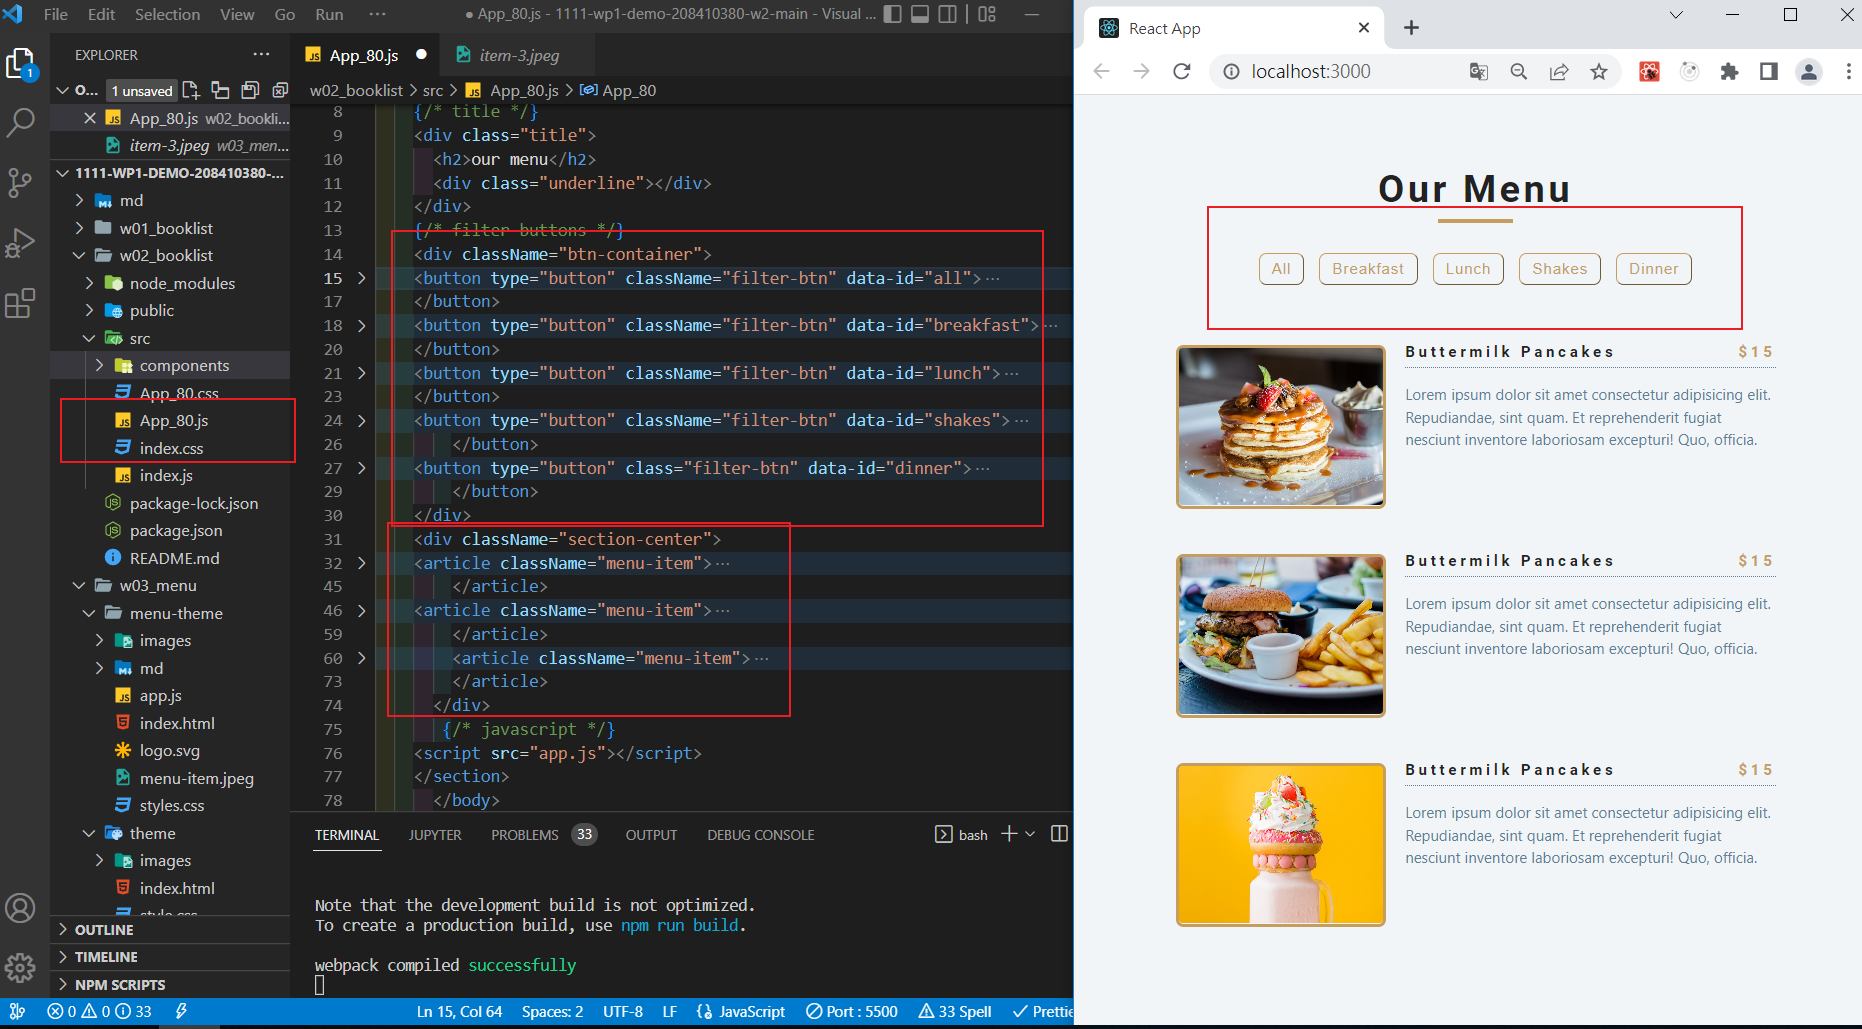 File Edit Selection View Go Run ···
● App_80.js - 1111-wp1-demo-208410380-w2-main - Visual ...
EXPLORER
O... 1 unsaved
App_80.js w02_bookli...
item-3.jpeg w03_men...
1111-WP1-DEMO-208410380-...
md
w01_booklist
w02_booklist
node_modules
public
src
components
App_80.css
App_80.js
index.css
index.js
package-lock.json
package.json
README.md
w03_menu
menu-theme
images
md
app.js
index.html
logo.svg
menu-item.jpeg
styles.css
theme
images
index.html
style.css
OUTLINE
TIMELINE
NPM SCRIPTS
App_80.js ●
item-3.jpeg
w02_booklist > src > App_80.js > App_80
8 {/* title */}
9 <div class="title">
10 <h2>our menu</h2>
11 <div class="underline"></div>
12 </div>
13 {/* filter buttons */}
14 <div className="btn-container">
15 <button type="button" className="filter-btn" data-id="all">···
17 </button>
18 <button type="button" className="filter-btn" data-id="breakfast">···
20 </button>
21 <button type="button" className="filter-btn" data-id="lunch">···
23 </button>
24 <button type="button" className="filter-btn" data-id="shakes">···
26 </button>
27 <button type="button" class="filter-btn" data-id="dinner">···
29 </button>
30 </div>
31 <div className="section-center">
32 <article className="menu-item">···
45 </article>
46 <article className="menu-item">···
59 </article>
60 <article className="menu-item">···
73 </article>
74 </div>
75 {/* javascript */}
76 <script src="app.js"></script>
77 </section>
78 </body>
TERMINAL JUPYTER PROBLEMS 33 OUTPUT DEBUG CONSOLE
bash
Note that the development build is not optimized.
To create a production build, use npm run build.
webpack compiled successfully
0 0 33
Ln 15, Col 64 Spaces: 2 UTF-8 LF JavaScript Port : 5500 33 Spell Prettie
React App
localhost:3000
Our Menu
All Breakfast Lunch Shakes Dinner
Buttermilk Pancakes $15
Lorem ipsum dolor sit amet consectetur adipisicing elit.
Repudiandae, sint quam. Et reprehenderit fugiat
nesciunt inventore laboriosam excepturi! Quo, officia.
Buttermilk Pancakes $15
Lorem ipsum dolor sit amet consectetur adipisicing elit.
Repudiandae, sint quam. Et reprehenderit fugiat
nesciunt inventore laboriosam excepturi! Quo, officia.
Buttermilk Pancakes $15
Lorem ipsum dolor sit amet consectetur adipisicing elit.
Repudiandae, sint quam. Et reprehenderit fugiat
nesciunt inventore laboriosam excepturi! Quo, officia.